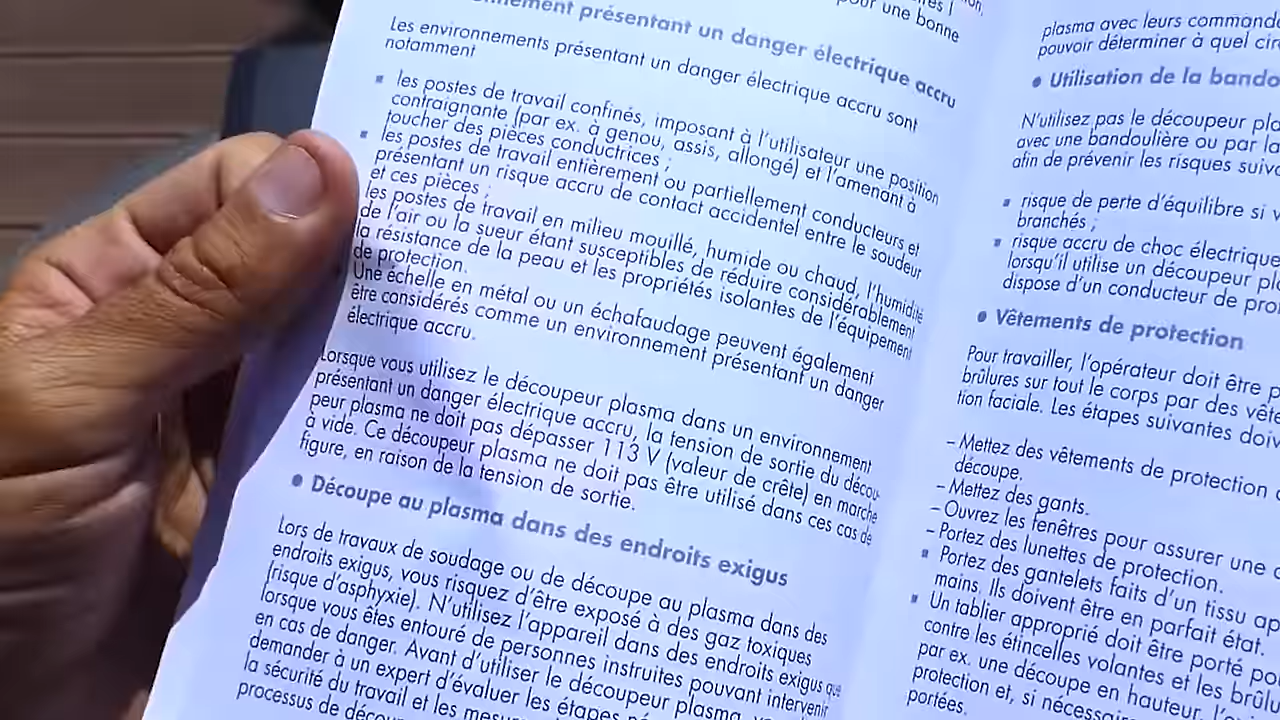 pour une bonne
présentant un danger électrique accru
Les environnements présentant un danger électrique accru sont
notamment
▪ les postes de travail confinés, imposant à l'utilisateur une position
contraignante (par ex. à genou, assis, allongé) et l'amenant à
toucher des pièces conductrices ;
▪ les postes de travail entièrement ou partiellement conducteurs et
présentant un risque accru de contact accidentel entre le soudeur
et ces pièces ;
les postes de travail en milieu mouillé, humide ou chaud, l'humidité
de l'air ou la sueur étant susceptibles de réduire considérablement
la résistance de la peau et les propriétés isolantes de l'équipement
de protection.
Une échelle en métal ou un échafaudage peuvent également
être considérés comme un environnement présentant un danger
électrique accru.
Lorsque vous utilisez le découpeur plasma dans un environnement
présentant un danger électrique accru, la tension de sortie du décou-
peur plasma ne doit pas dépasser 113 V (valeur de crête) en marche
à vide. Ce découpeur plasma ne doit pas être utilisé dans ces cas de
figure, en raison de la tension de sortie.
● Découpe au plasma dans des endroits exigus
Lors de travaux de soudage ou de découpe au plasma dans des
endroits exigus, vous risquez d'être exposé à des gaz toxiques
(risque d'asphyxie). N'utilisez l'appareil dans des endroits exigus que
lorsque vous êtes entouré de personnes instruites pouvant intervenir
en cas de danger. Avant d'utiliser le découpeur plasma,
demander à un expert d'évaluer les étapes
la sécurité du travail et les
processus de
plasma avec leurs
pouvoir déterminer à quel
● Utilisation de la
N'utilisez pas le découpeur
avec une bandoulière ou par
afin de prévenir les risques
▪ risque de perte d'équilibre si
branchés ;
▪ risque accru de choc électrique
lorsqu'il utilise un découpeur
dispose d'un conducteur de
● Vêtements de protection
Pour travailler, l'opérateur doit être
brûlures sur tout le corps par des
tion faciale. Les étapes suivantes
– Mettez des vêtements de protection
découpe.
– Mettez des gants.
– Ouvrez les fenêtres pour assurer une
– Portez des lunettes de protection.
▪ Portez des gantelets faits d'un tissu
mains. Ils doivent être en parfait état.
▪ Un tablier approprié doit être porté
contre les étincelles volantes et les
par ex. une découpe en hauteur,
protection et, si nécessaire
portées.